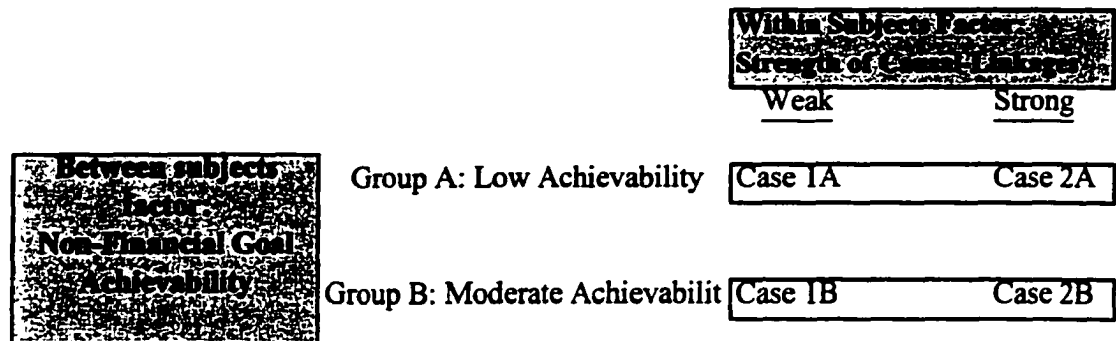 Within Subjects Factor:
Strength of Causal Linkages
Weak Strong
Between subjects
factor:
Non-Financial Goal
Achievability
Group A: Low Achievability Case 1A Case 2A
Group B: Moderate Achievabilit Case 1B Case 2B